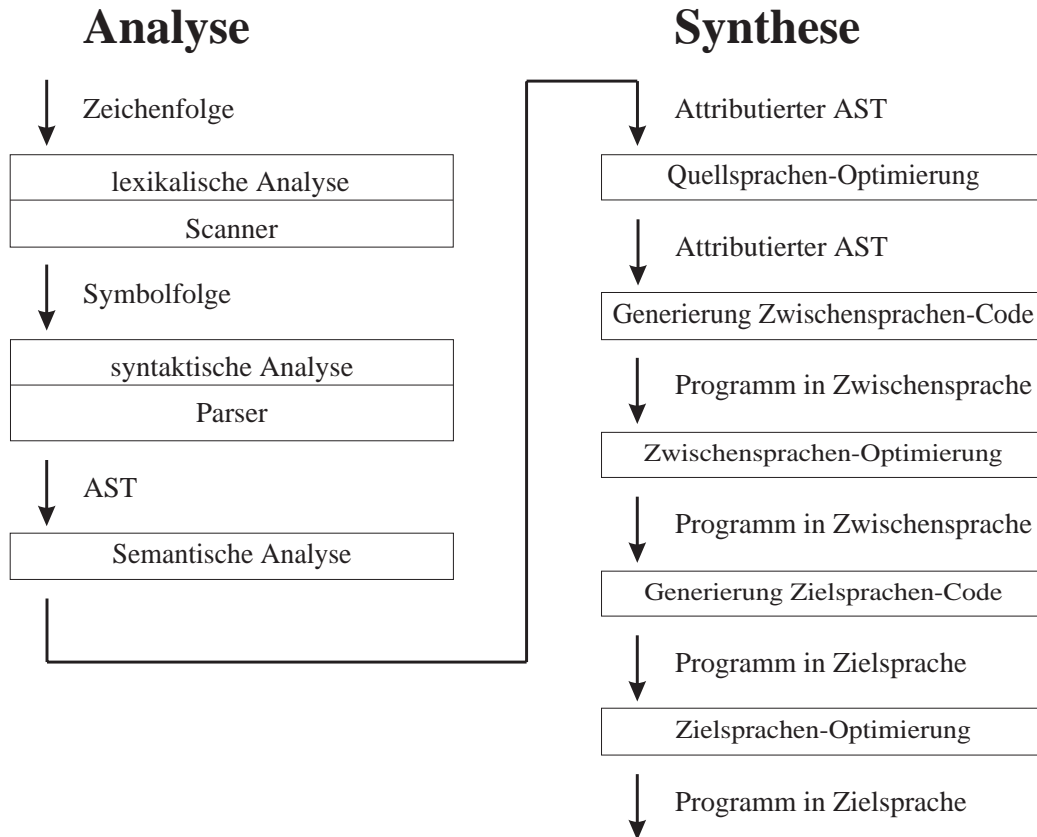 Analyse
Zeichenfolge
lexikalische Analyse
Scanner
Symbolfolge
syntaktische Analyse
Parser
AST
Semantische Analyse
Synthese
Attributierter AST
Quellsprachen-Optimierung
Attributierter AST
Generierung Zwischensprachen-Code
Programm in Zwischensprache
Zwischensprachen-Optimierung
Programm in Zwischensprache
Generierung Zielsprachen-Code
Programm in Zielsprache
Zielsprachen-Optimierung
Programm in Zielsprache